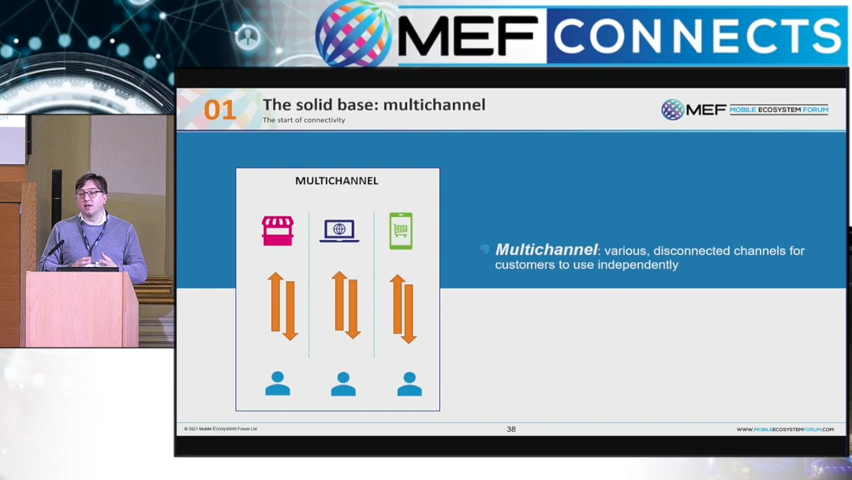 MEF CONNECTS
01
The solid base: multichannel
The start of connectivity
MEF MOBILE ECOSYSTEM FORUM
MULTICHANNEL
Multichannel: various, disconnected channels for
customers to use independently
© 2021 Mobile Ecosystem Forum Ltd
38
WWW.MOBILEECOSYSTEMFORUM.COM